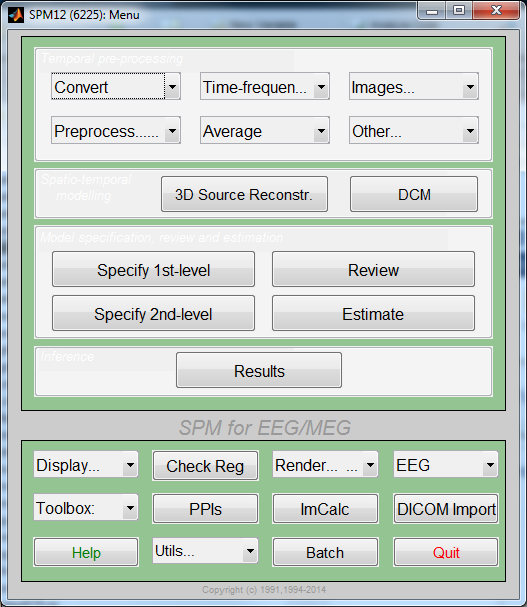 SPM12 (6225): Menu
Temporal pre-processing
Convert Time-frequen... Images...
Preprocess...... Average Other...
Spatio-temporal
modelling
3D Source Reconstr. DCM
Model specification, review and estimation
Specify 1st-level Review
Specify 2nd-level Estimate
Inference
Results
SPM for EEG/MEG
Display... Check Reg Render... ... EEG
Toolbox: PPIs ImCalc DICOM Import
Help Utils... Batch Quit
Copyright (c) 1991,1994-2014